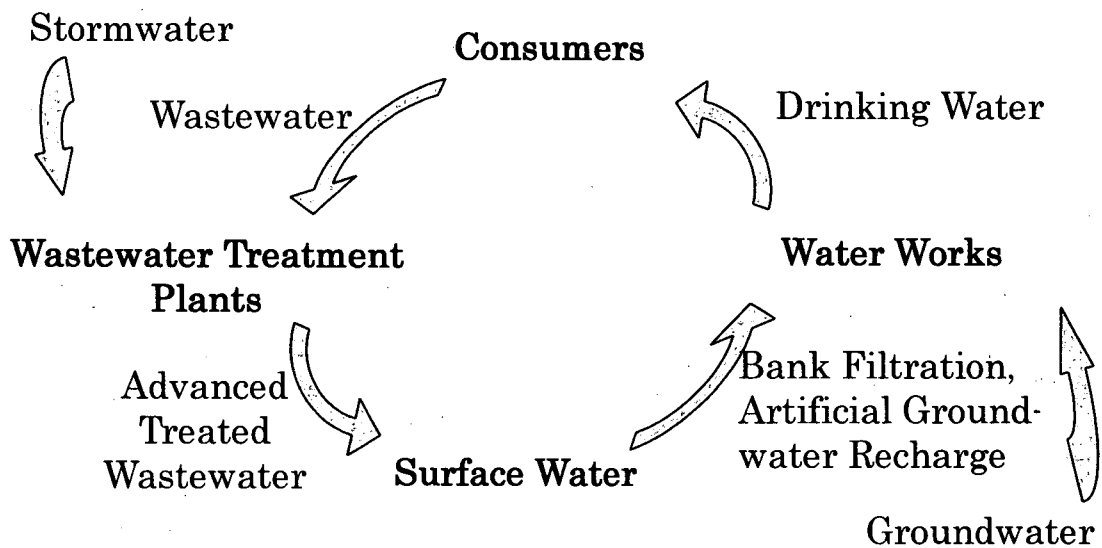 Stormwater
Consumers
Wastewater
Drinking Water
Wastewater Treatment
Plants
Water Works
Advanced
Treated
Wastewater
Bank Filtration,
Artificial Ground-
water Recharge
Surface Water
Groundwater